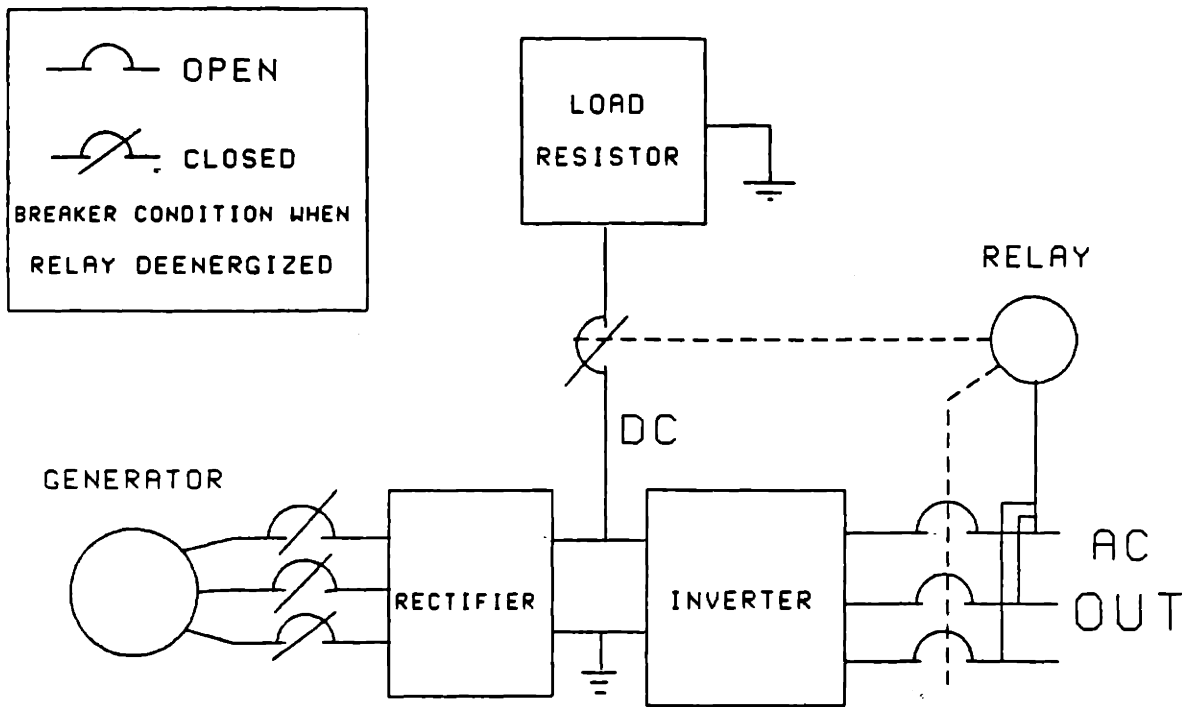 OPEN
CLOSED
BREAKER CONDITION WHEN
RELAY DEENERGIZED
LOAD
RESISTOR
RELAY
DC
GENERATOR
RECTIFIER
INVERTER
AC
OUT